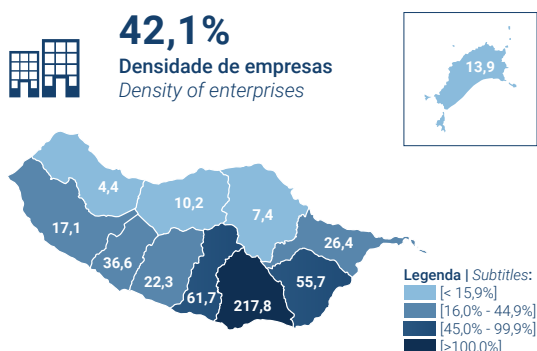 42,1%
Densidade de empresas
Density of enterprises
13,9
4,4
10,2
7,4
17,1
26,4
36,6
22,3
55,7
61,7
217,8
Legenda | Subtitles:
[< 15,9%]
[16,0% - 44,9%]
[45,0% - 99,9%]
[>100,0%]